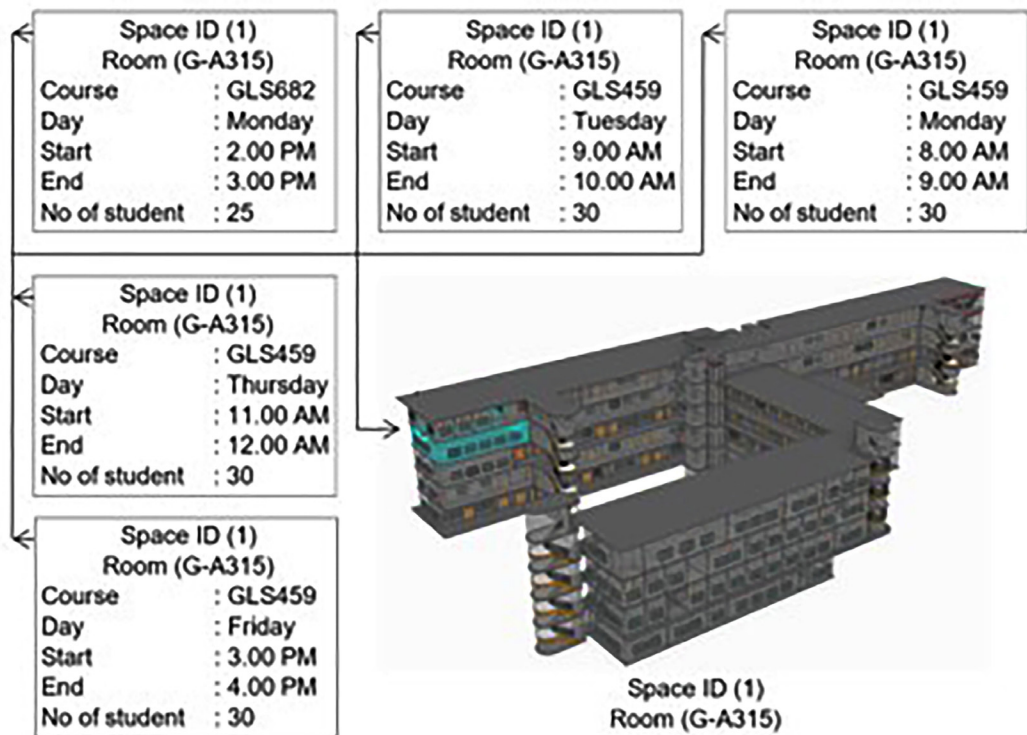 Space ID (1)
Room (G-A315)
Course : GLS682
Day : Monday
Start : 2.00 PM
End : 3.00 PM
No of student : 25
Space ID (1)
Room (G-A315)
Course : GLS459
Day : Tuesday
Start : 9.00 AM
End : 10.00 AM
No of student : 30
Space ID (1)
Room (G-A315)
Course : GLS459
Day : Monday
Start : 8.00 AM
End : 9.00 AM
No of student : 30
Space ID (1)
Room (G-A315)
Course : GLS459
Day : Thursday
Start : 11.00 AM
End : 12.00 AM
No of student : 30
Space ID (1)
Room (G-A315)
Course : GLS459
Day : Friday
Start : 3.00 PM
End : 4.00 PM
No of student : 30
Space ID (1)
Room (G-A315)